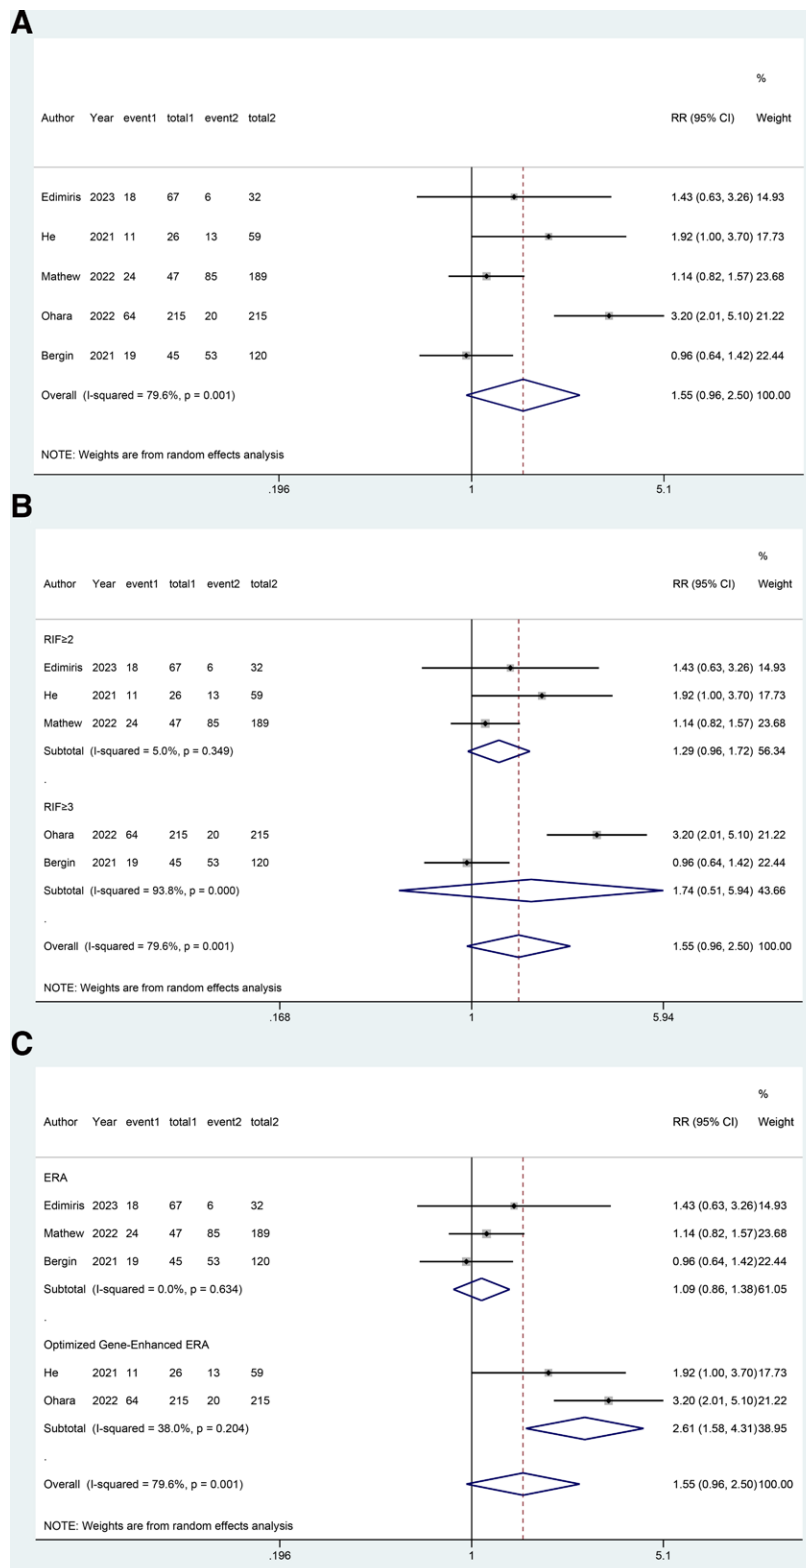 A
%
Author Year event1 total1 event2 total2 RR (95% CI) Weight
Edimiris 2023 18 67 6 32 1.43 (0.63, 3.26) 14.93
He 2021 11 26 13 59 1.92 (1.00, 3.70) 17.73
Mathew 2022 24 47 85 189 1.14 (0.82, 1.57) 23.68
Ohara 2022 64 215 20 215 3.20 (2.01, 5.10) 21.22
Bergin 2021 19 45 53 120 0.96 (0.64, 1.42) 22.44
Overall (I-squared = 79.6%, p = 0.001) 1.55 (0.96, 2.50) 100.00
NOTE: Weights are from random effects analysis
.196 1 5.1
B
%
Author Year event1 total1 event2 total2 RR (95% CI) Weight
RIF≥2
Edimiris 2023 18 67 6 32 1.43 (0.63, 3.26) 14.93
He 2021 11 26 13 59 1.92 (1.00, 3.70) 17.73
Mathew 2022 24 47 85 189 1.14 (0.82, 1.57) 23.68
Subtotal (I-squared = 5.0%, p = 0.349) 1.29 (0.96, 1.72) 56.34
.
RIF≥3
Ohara 2022 64 215 20 215 3.20 (2.01, 5.10) 21.22
Bergin 2021 19 45 53 120 0.96 (0.64, 1.42) 22.44
Subtotal (I-squared = 93.8%, p = 0.000) 1.74 (0.51, 5.94) 43.66
.
Overall (I-squared = 79.6%, p = 0.001) 1.55 (0.96, 2.50) 100.00
NOTE: Weights are from random effects analysis
.168 1 5.94
C
%
Author Year event1 total1 event2 total2 RR (95% CI) Weight
ERA
Edimiris 2023 18 67 6 32 1.43 (0.63, 3.26) 14.93
Mathew 2022 24 47 85 189 1.14 (0.82, 1.57) 23.68
Bergin 2021 19 45 53 120 0.96 (0.64, 1.42) 22.44
Subtotal (I-squared = 0.0%, p = 0.634) 1.09 (0.86, 1.38) 61.05
.
Optimized Gene-Enhanced ERA
He 2021 11 26 13 59 1.92 (1.00, 3.70) 17.73
Ohara 2022 64 215 20 215 3.20 (2.01, 5.10) 21.22
Subtotal (I-squared = 38.0%, p = 0.204) 2.61 (1.58, 4.31) 38.95
.
Overall (I-squared = 79.6%, p = 0.001) 1.55 (0.96, 2.50) 100.00
NOTE: Weights are from random effects analysis
.196 1 5.1